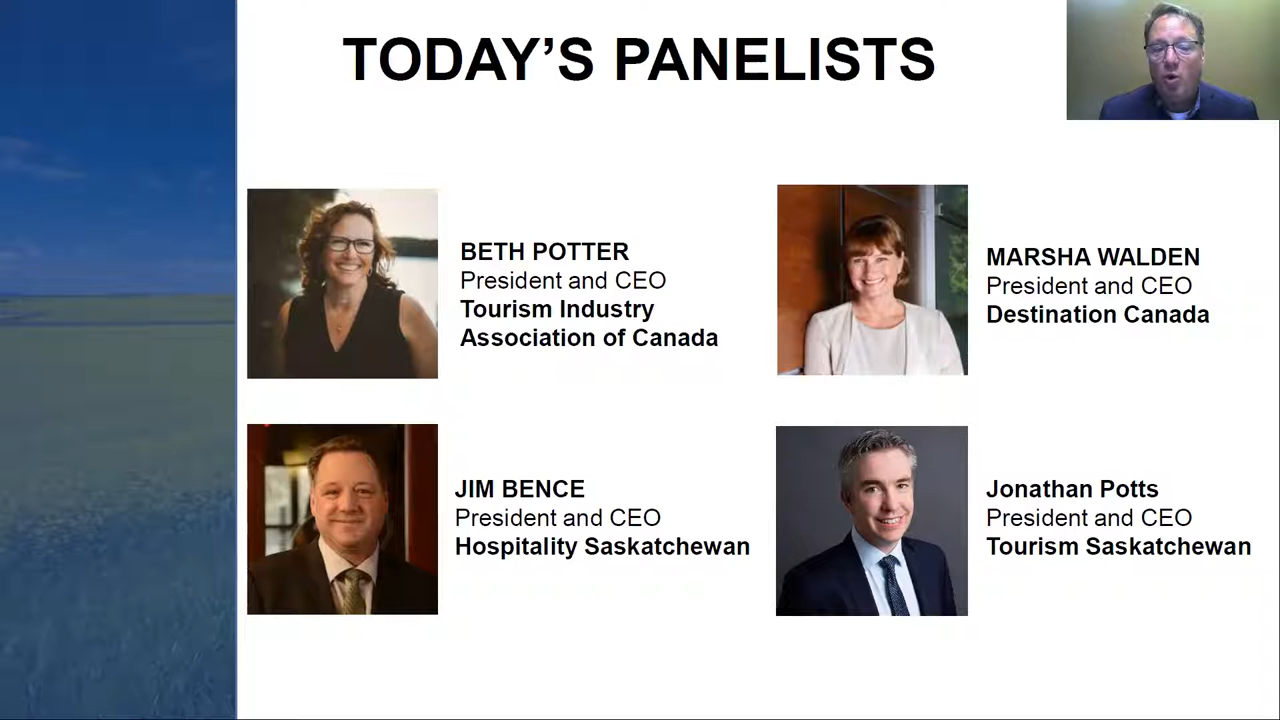 TODAY’S PANELISTS
BETH POTTER
President and CEO
Tourism Industry
Association of Canada
MARSHA WALDEN
President and CEO
Destination Canada
JIM BENCE
President and CEO
Hospitality Saskatchewan
Jonathan Potts
President and CEO
Tourism Saskatchewan